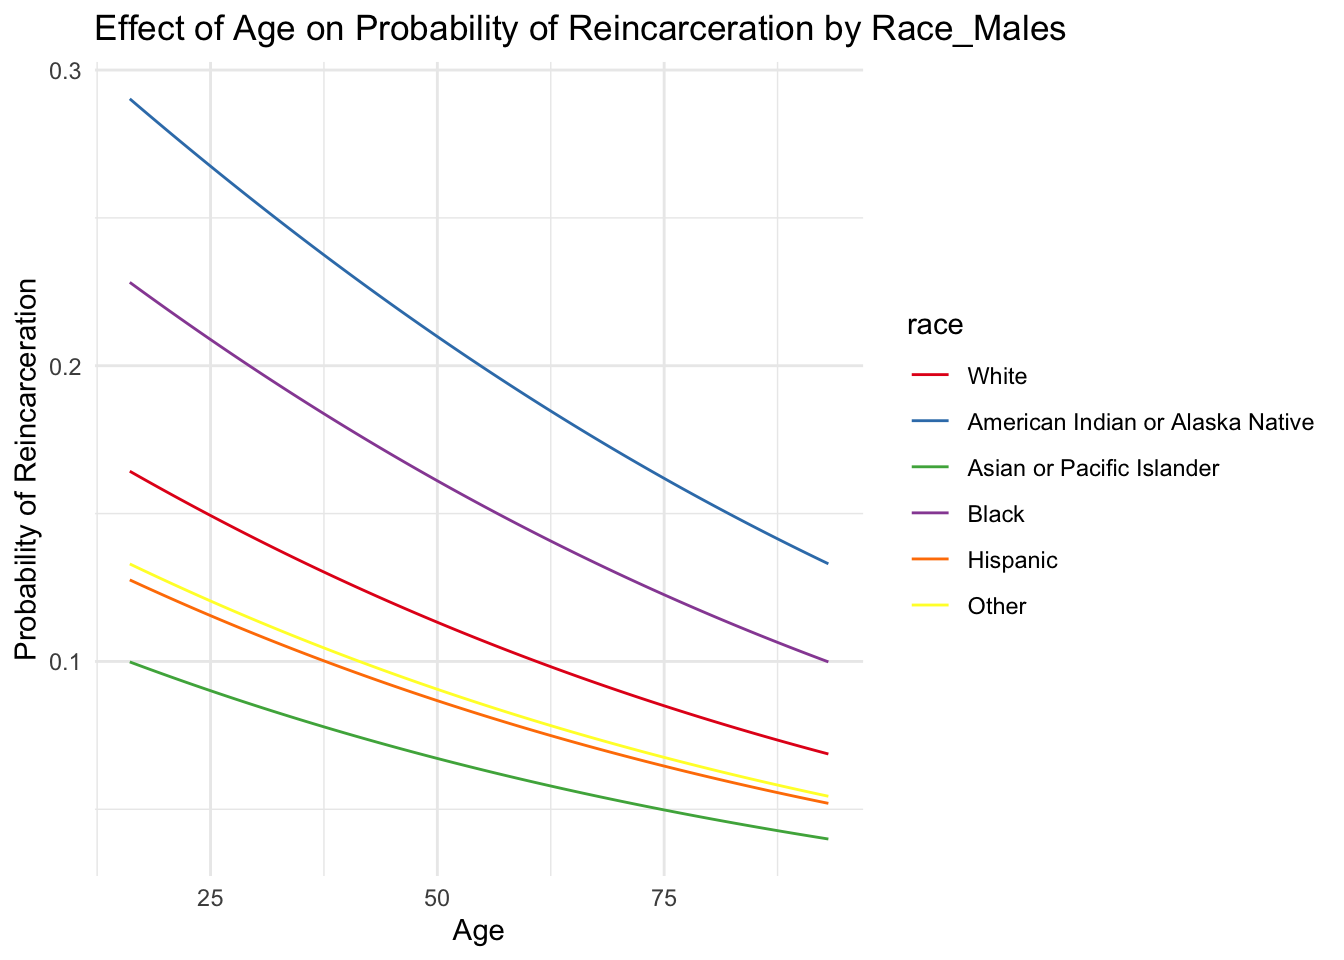 Effect of Age on Probability of Reincarceration by Race_Males
0.3
0.2
0.1
Probability of Reincarceration
25 50 75
Age
race
White
American Indian or Alaska Native
Asian or Pacific Islander
Black
Hispanic
Other